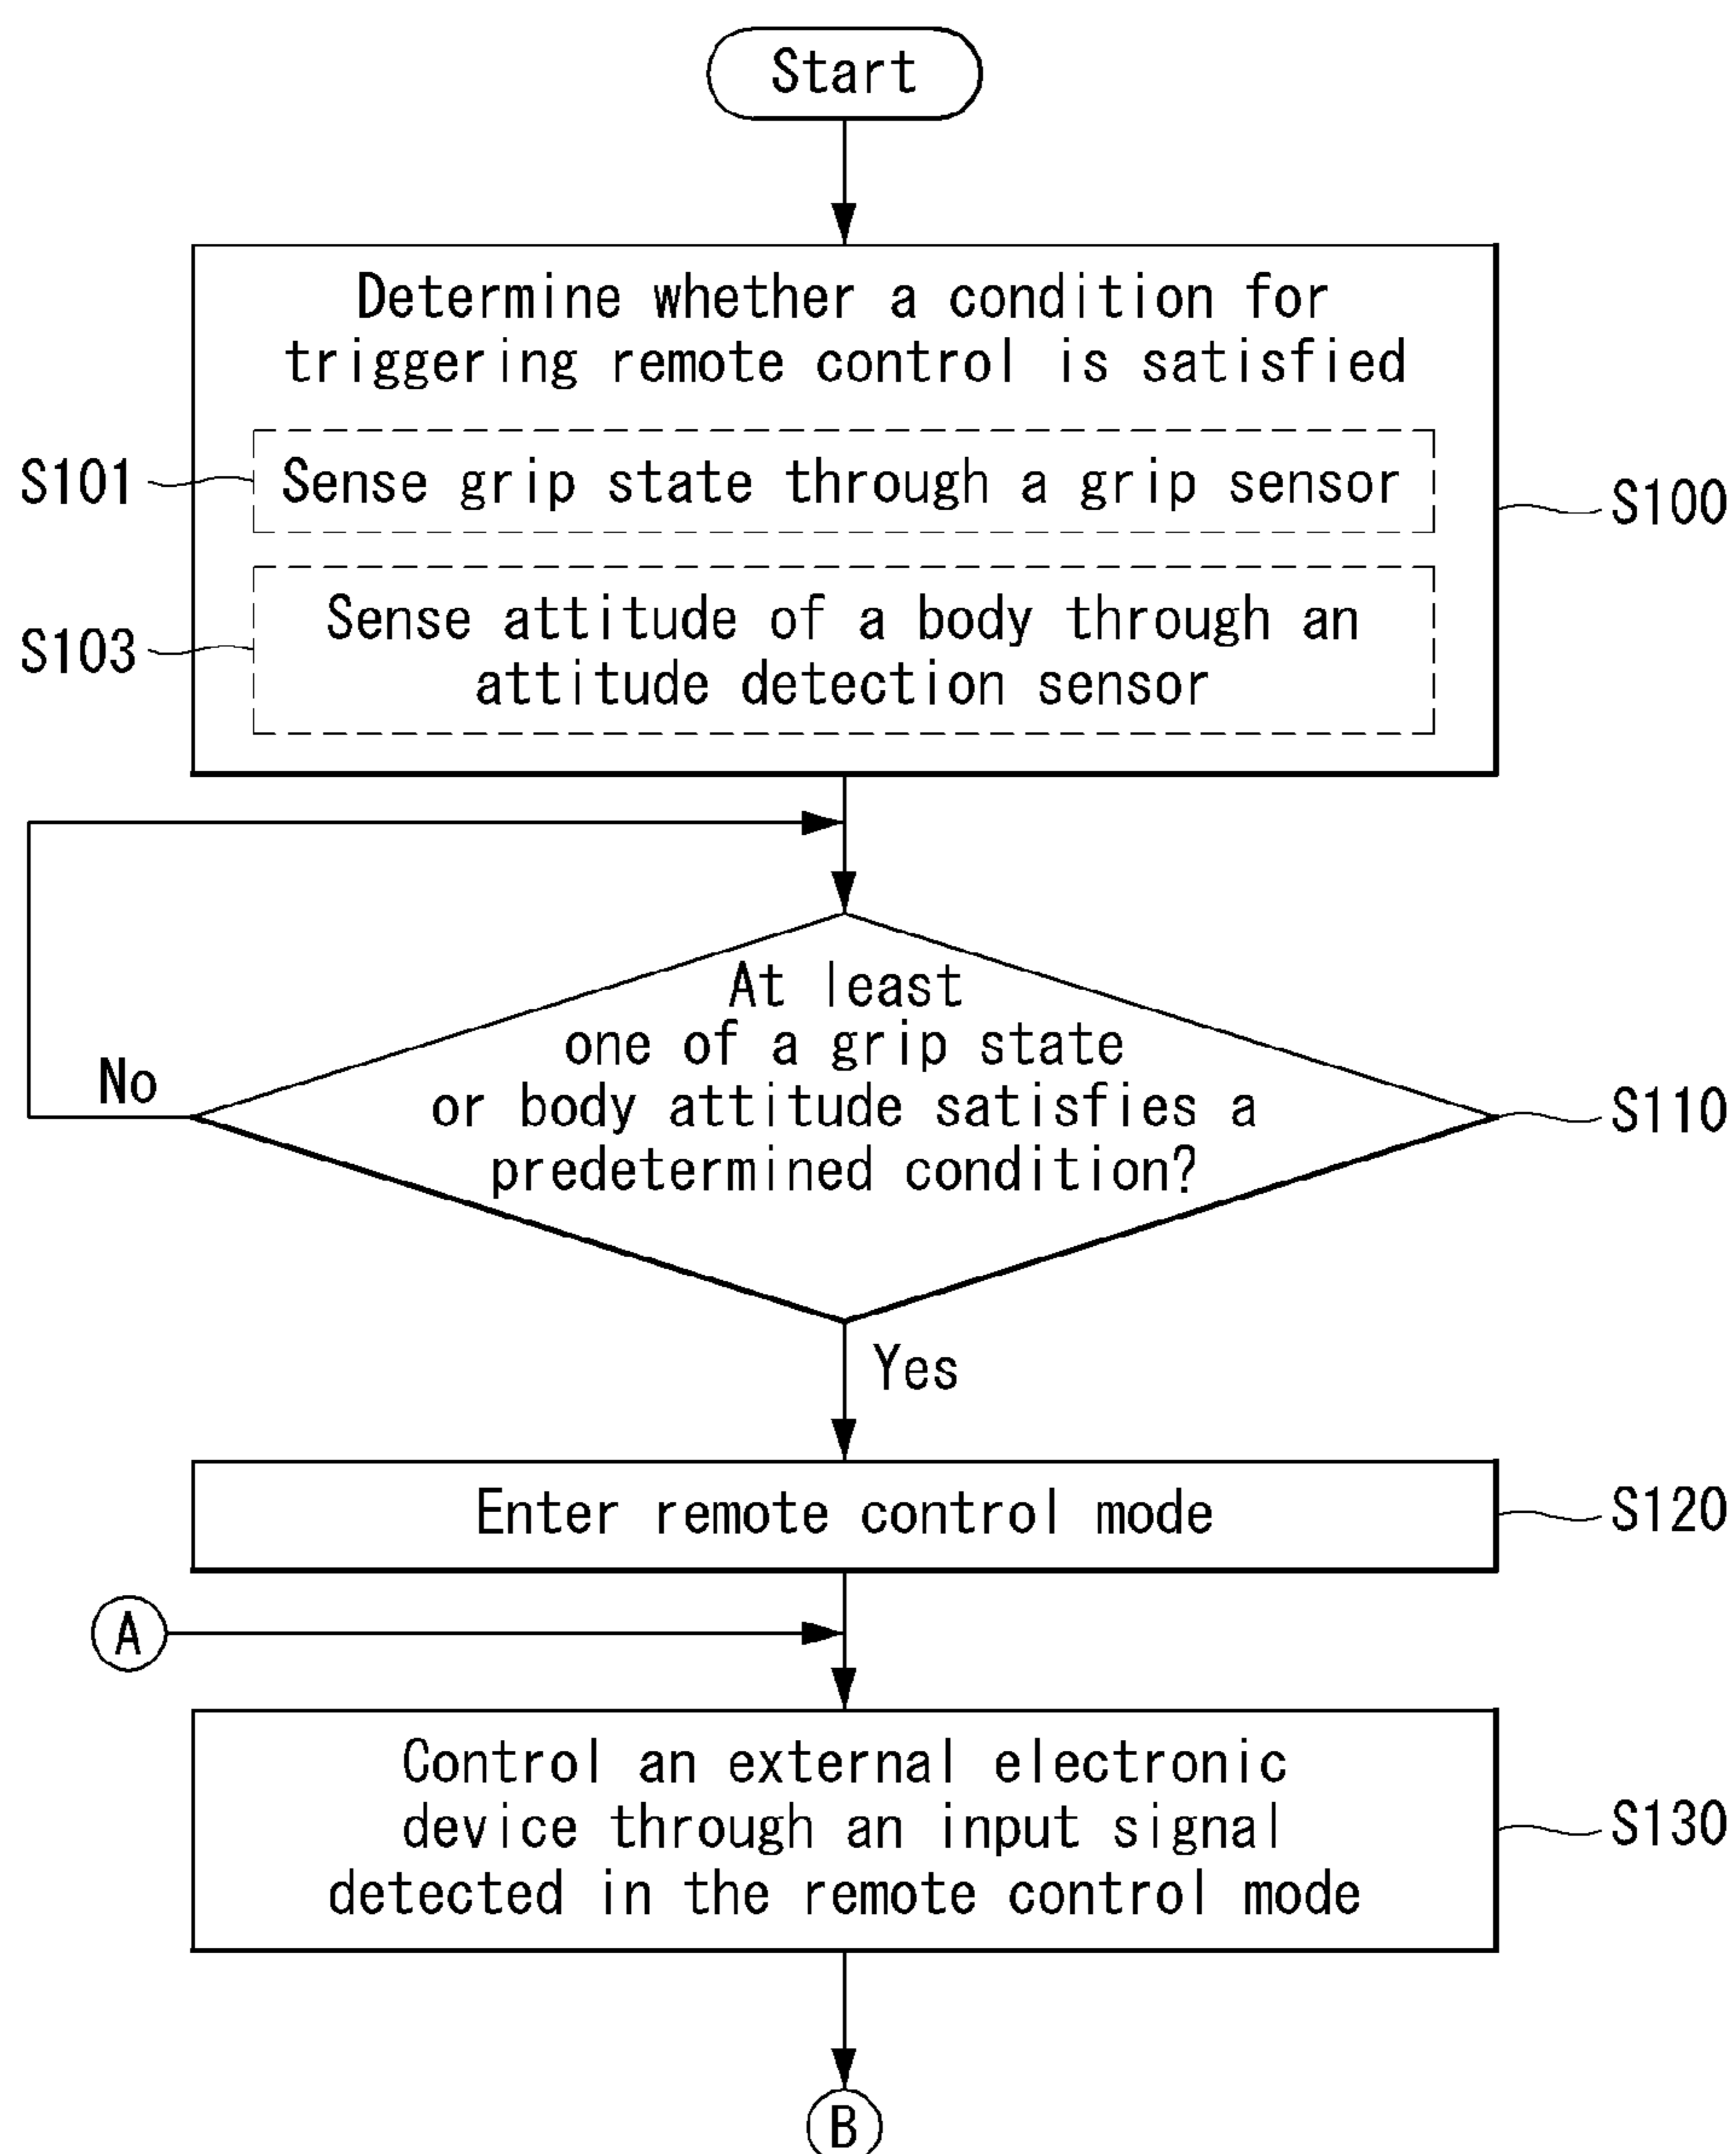 Start
Determine whether a condition for
triggering remote control is satisfied
S101
Sense grip state through a grip sensor
S100
Sense attitude of a body through an
S103
attitude detection sensor
At least
one of a grip state
No
or body attitude satisfies a
S110
predetermined condition?
Yes
Enter remote control mode
S120
A
Control an external electronic
device through an input signal
S130
detected in the remote control mode
B